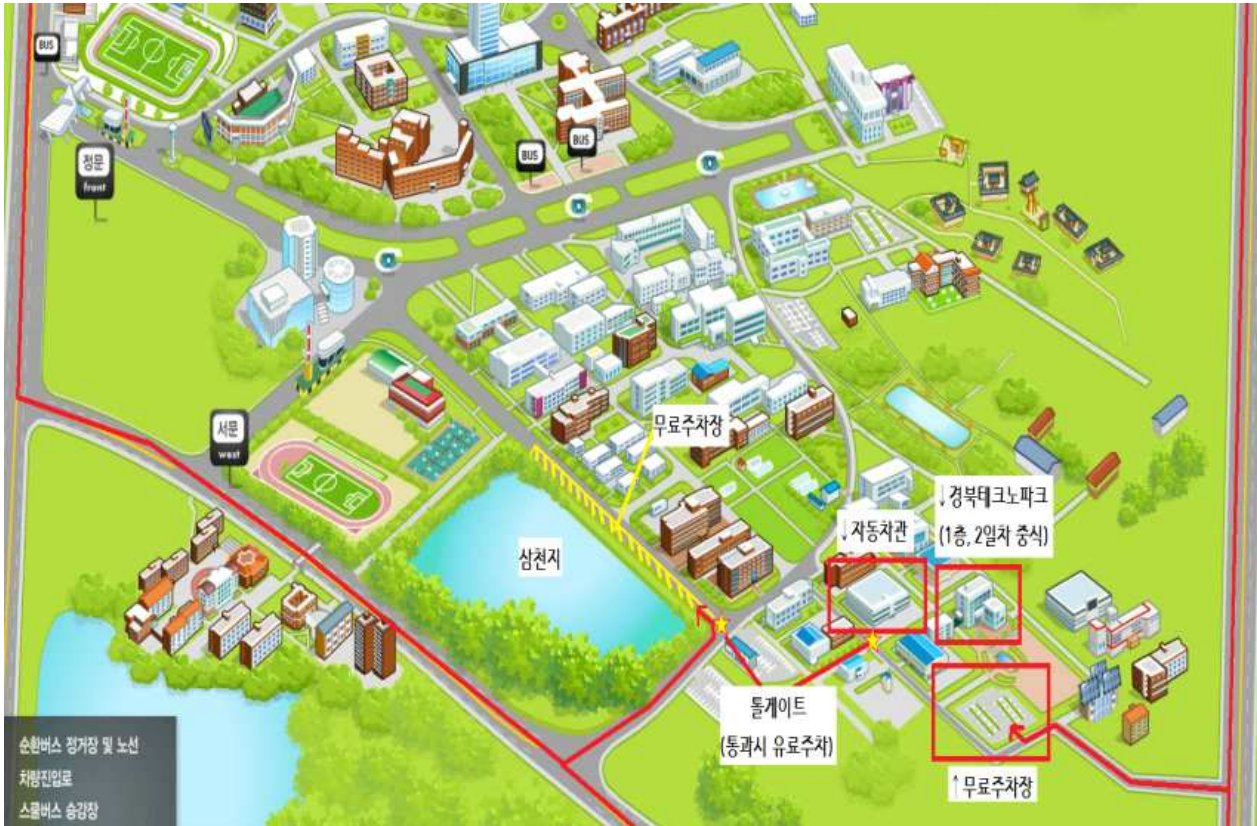 BUS
정문
front
BUS
BUS
서문
west
무료주차장
삼천지
↓자동차관
↓경북테크노파크
(1층, 2일차 중식)
톨게이트
(통과시 유료주차)
↑무료주차장
순환버스 정거장 및 노선
차량진입로
스쿨버스 승강장